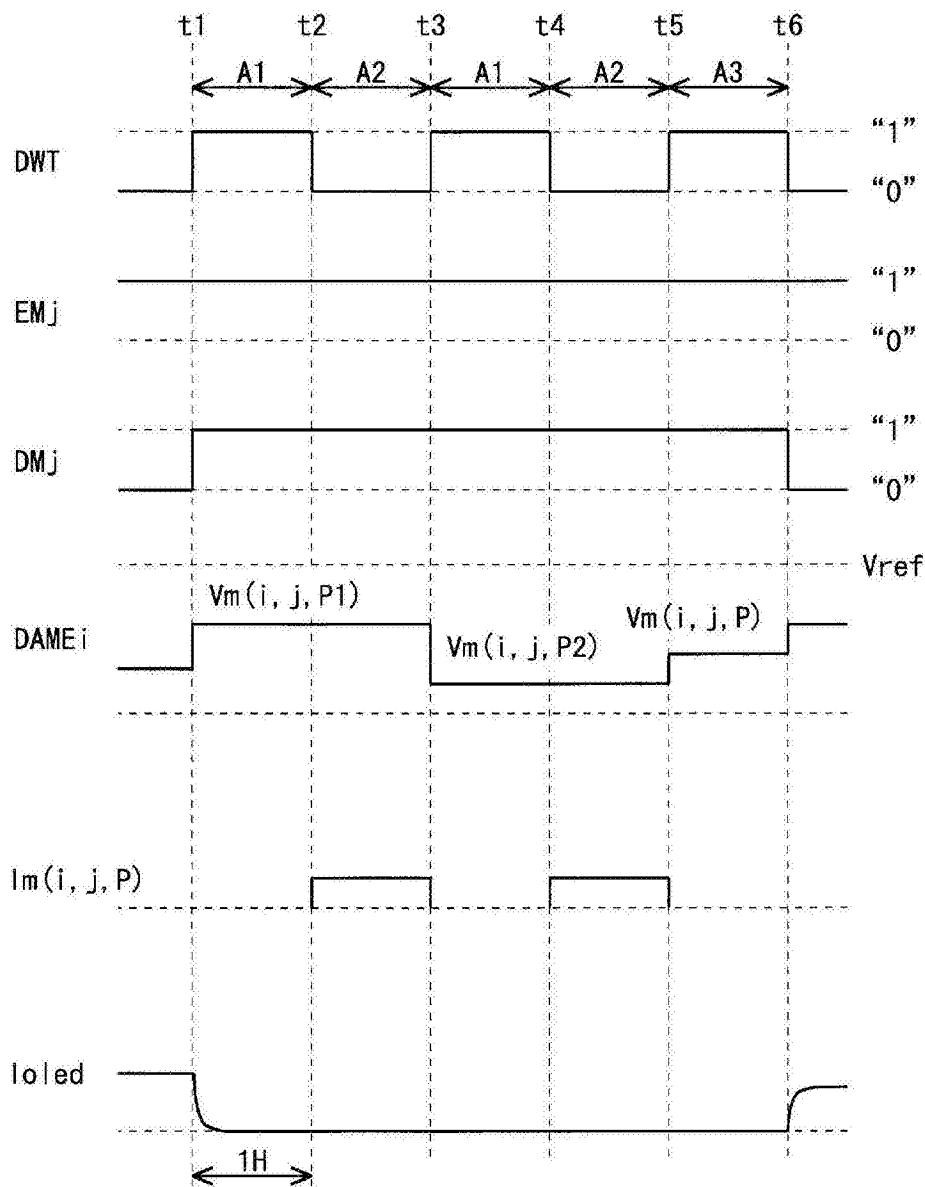 t1 t2 t3 t4 t5 t6
A1 A2 A1 A2 A3
DWT
“1”
“0”
EMj
“1”
“0”
DMj
“1”
“0”
Vref
DAMEi
Vm(i, j, P1)
Vm(i, j, P2)
Vm(i, j, P)
Im(i, j, P)
Ioled
1H